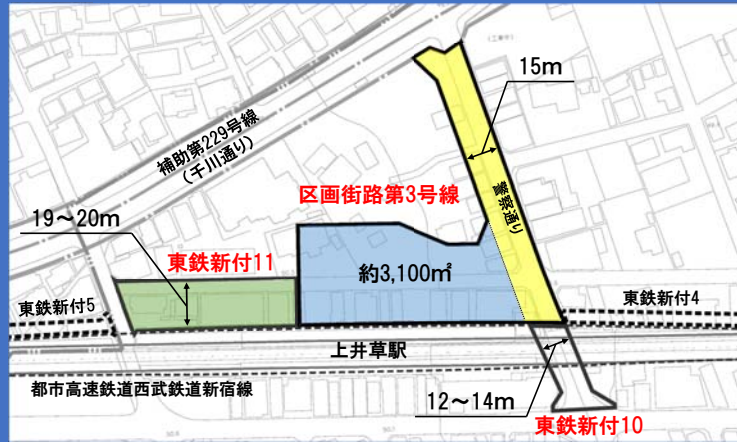 15m
補助第229号線
(千川通り)
区画街路第3号線
警察通り
19～20m
東鉄新付11
約3,100㎡
東鉄新付5
東鉄新付4
上井草駅
都市高速鉄道西武鉄道新宿線
12～14m
東鉄新付10